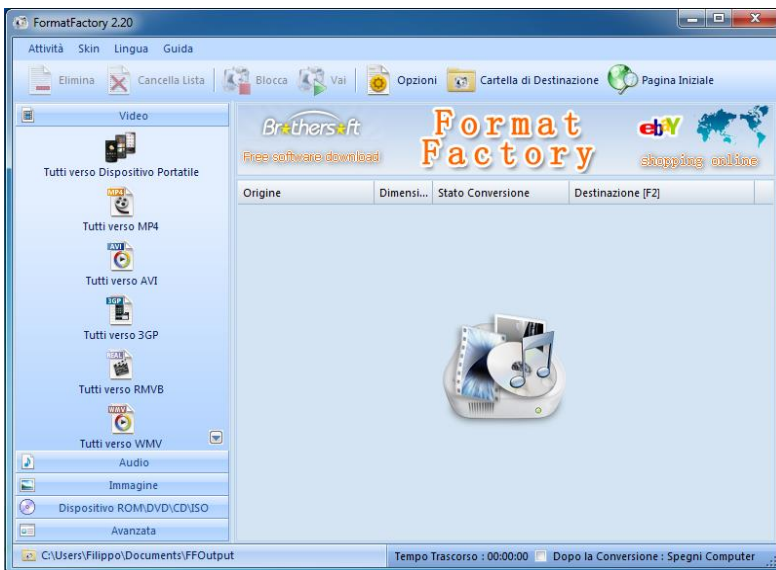 FormatFactory 2.20
Attività Skin Lingua Guida
Elimina Cancella Lista Blocca Vai Opzioni Cartella di Destinazione Pagina Iniziale
Video
Tutti verso Dispositivo Portatile
MP4
Tutti verso MP4
AVI
Tutti verso AVI
3GP
Tutti verso 3GP
REAL
Tutti verso RMVB
WMV
Tutti verso WMV
Audio
Immagine
Dispositivo ROM\DVD\CD\ISO
Avanzata
Brothersoft
Free software download
Format
Factory
ebY
shopping online
Origine Dimensi... Stato Conversione Destinazione [F2]
C:\Users\Filippo\Documents\FFOutput
Tempo Trascorso : 00:00:00 Dopo la Conversione : Spegni Computer